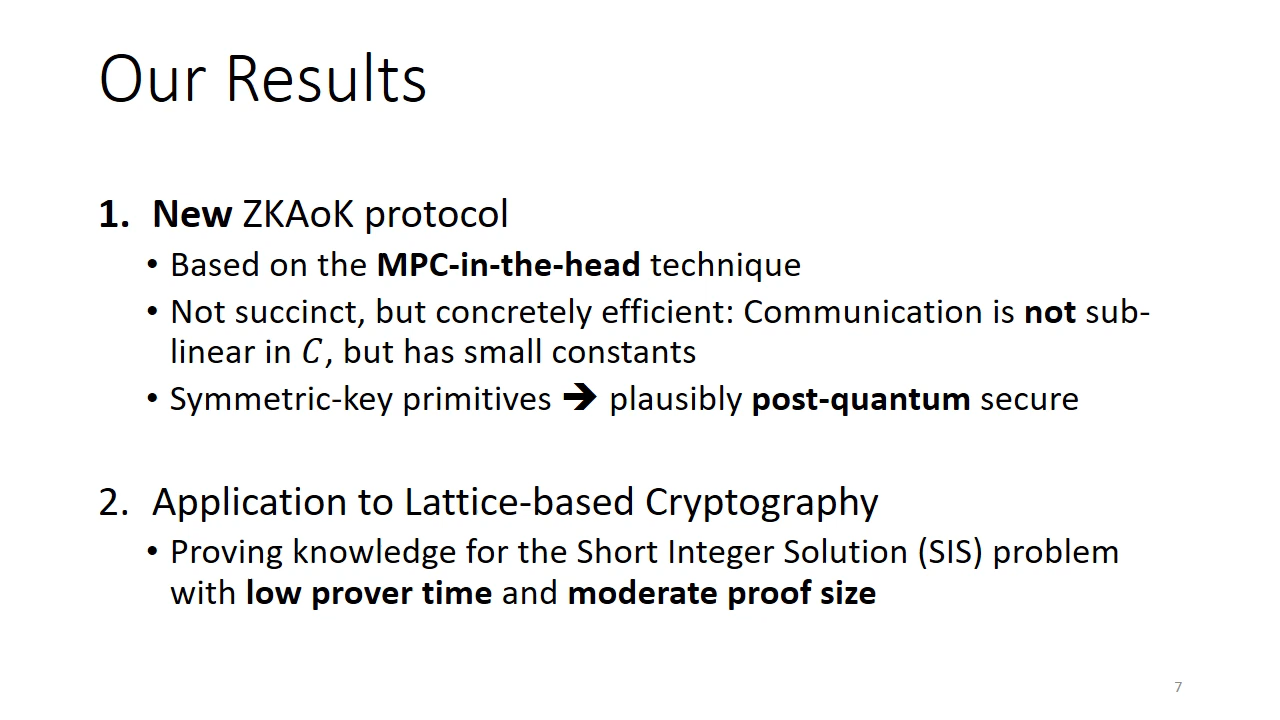 Our Results
1. New ZKAoK protocol
• Based on the MPC-in-the-head technique
• Not succinct, but concretely efficient: Communication is not sub-
linear in C, but has small constants
• Symmetric-key primitives ➔ plausibly post-quantum secure
2. Application to Lattice-based Cryptography
• Proving knowledge for the Short Integer Solution (SIS) problem
with low prover time and moderate proof size
7